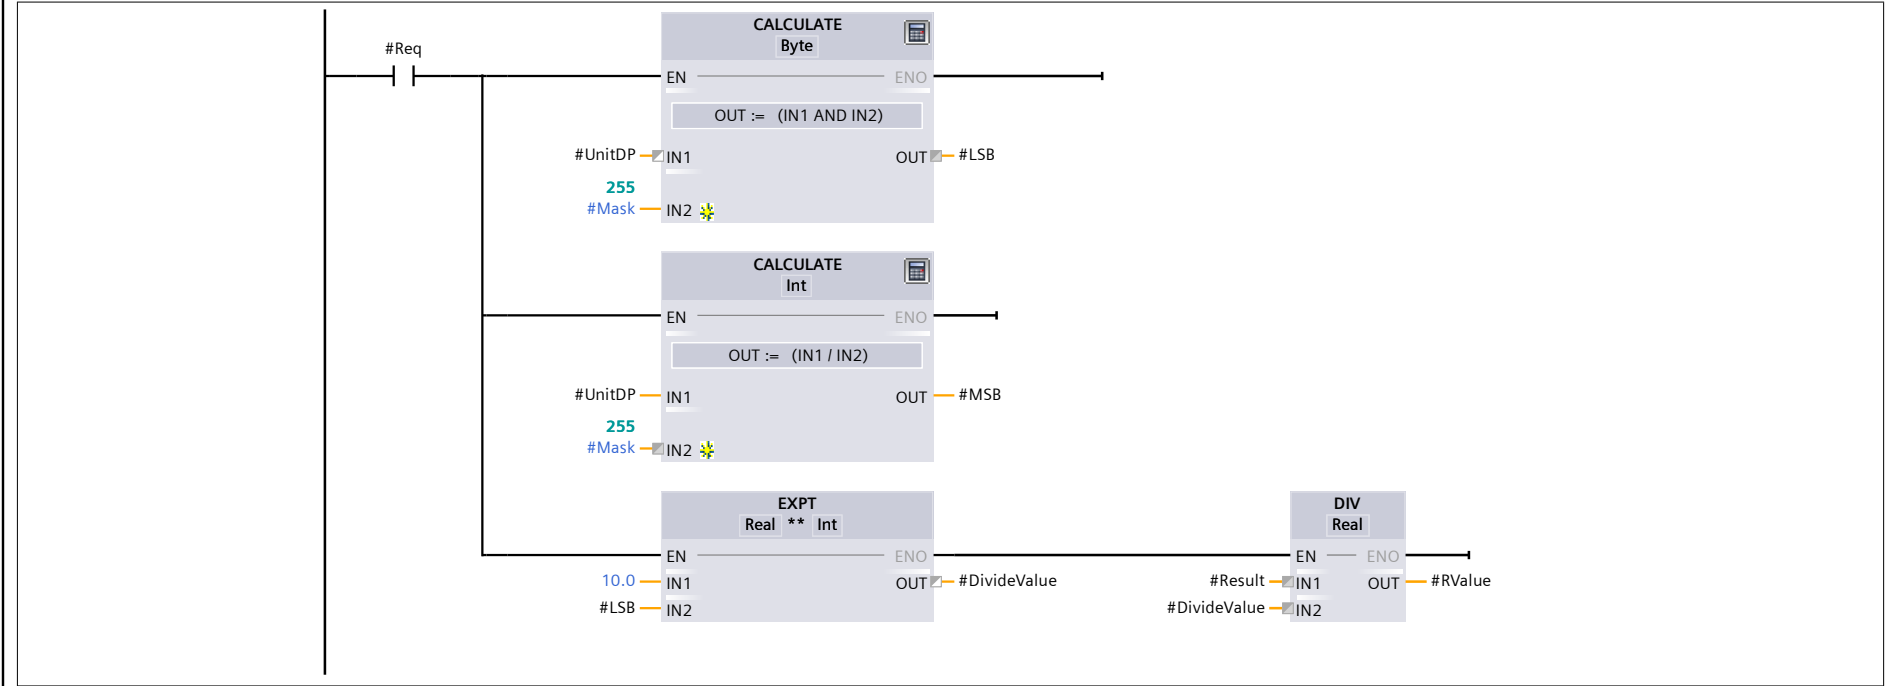 #Req
CALCULATE
Byte
EN ENO
OUT := (IN1 AND IN2)
#UnitDP IN1 OUT #LSB
255
#Mask IN2
CALCULATE
Int
EN ENO
OUT := (IN1 / IN2)
#UnitDP IN1 OUT #MSB
255
#Mask IN2
EXPT
Real ** Int
EN ENO
10.0 IN1 OUT #DivideValue
#LSB IN2
DIV
Real
EN ENO
#Result IN1 OUT #RValue
#DivideValue IN2